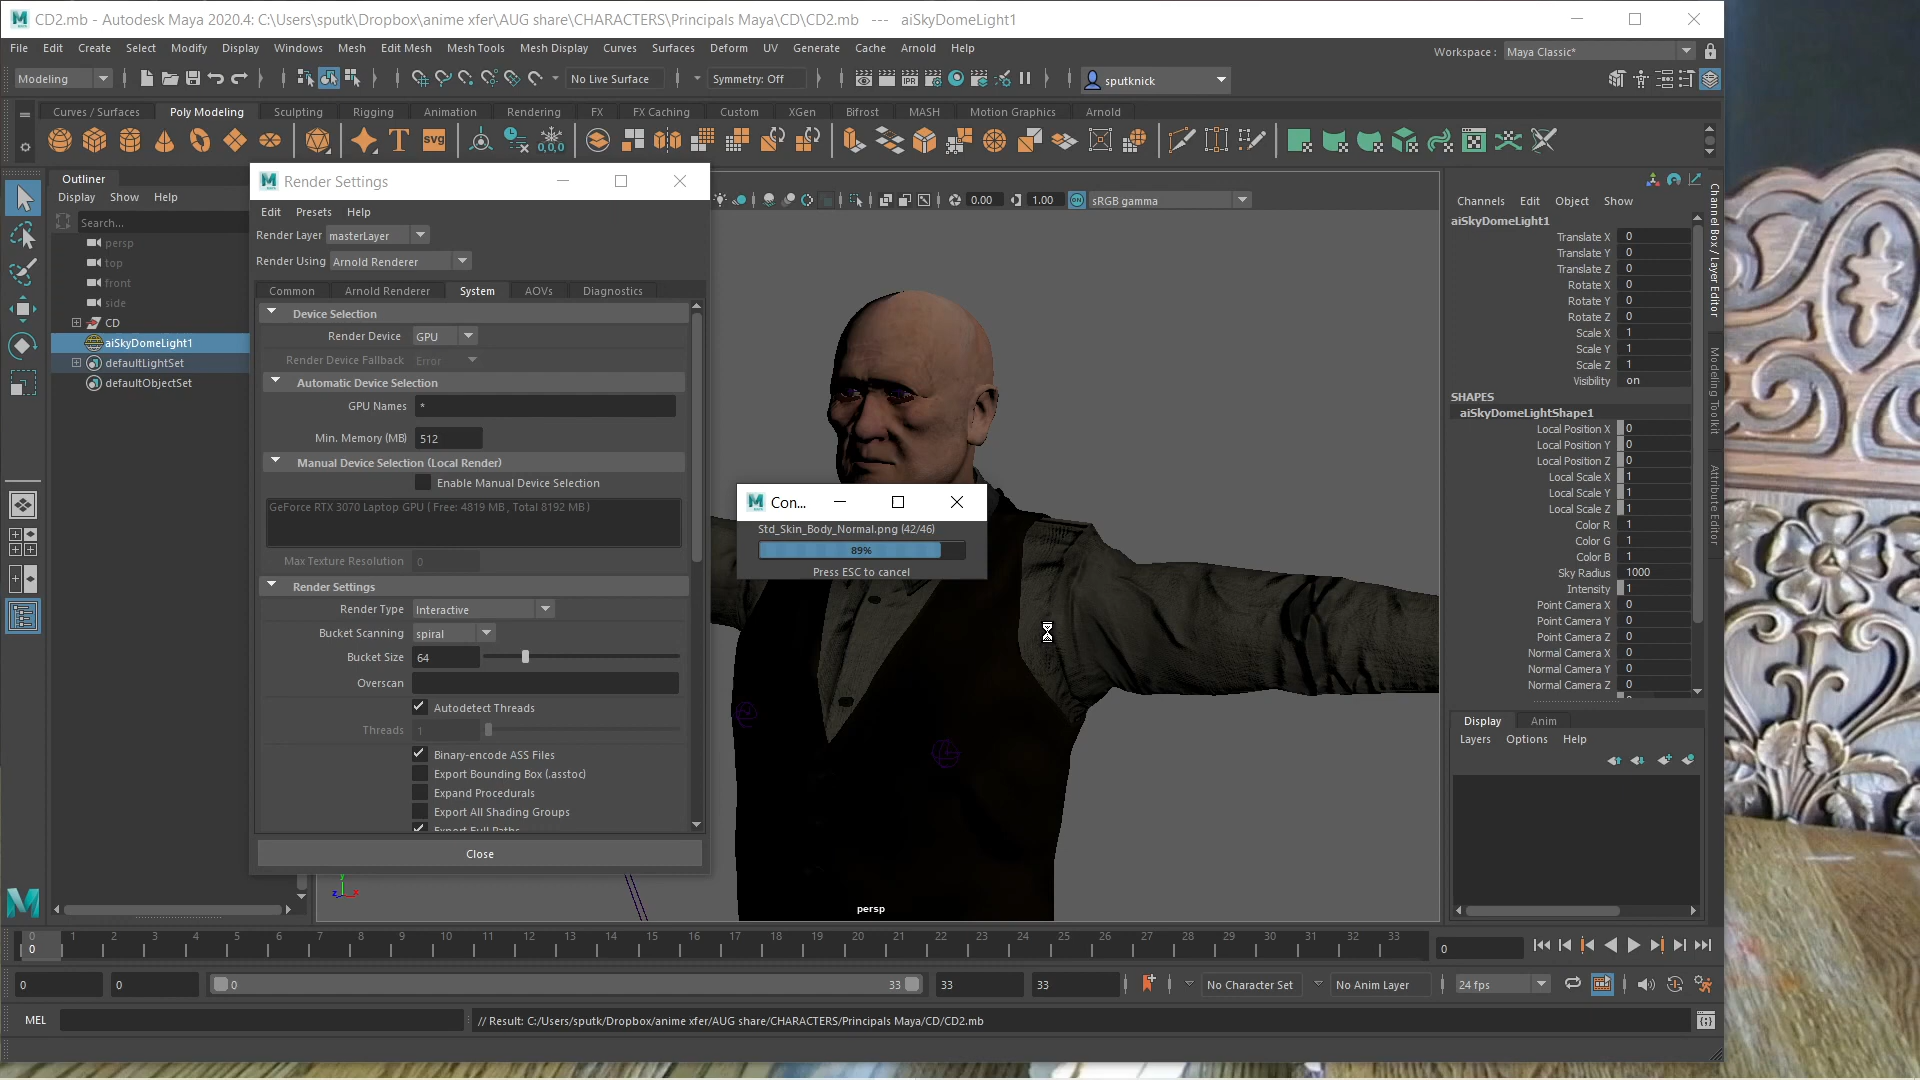 CD2.mb - Autodesk Maya 2020.4: C:\Users\sputk\Dropbox\anime xfer\AUG share\CHARACTERS\Principals Maya\CD\CD2.mb --- aiSkyDomeLight1
File Edit Create Select Modify Display Windows Mesh Edit Mesh Mesh Tools Mesh Display Curves Surfaces Deform UV Generate Cache Arnold Help
Workspace : Maya Classic*
Modeling No Live Surface Symmetry: Off sputknick
Curves / Surfaces Poly Modeling Sculpting Rigging Animation Rendering FX FX Caching Custom XGen Bifrost MASH Motion Graphics Arnold
Outliner
Display Show Help
Search...
persp
top
front
side
CD
aiSkyDomeLight1
defaultLightSet
defaultObjectSet
Render Settings
Edit Presets Help
Render Layer masterLayer
Render Using Arnold Renderer
Common Arnold Renderer System AOVs Diagnostics
Device Selection
Render Device GPU
Render Device Fallback Error
Automatic Device Selection
GPU Names *
Min. Memory (MB) 512
Manual Device Selection (Local Render)
Enable Manual Device Selection
GeForce RTX 3070 Laptop GPU ( Free: 4819 MB , Total 8192 MB )
Max Texture Resolution 0
Render Settings
Render Type Interactive
Bucket Scanning spiral
Bucket Size 64
Overscan
Autodetect Threads
Threads 1
Binary-encode ASS Files
Export Bounding Box (.asstoc)
Expand Procedurals
Export All Shading Groups
Export Full Paths
Close
0.00 1.00 sRGB gamma
Con...
Std_Skin_Body_Normal.png (42/46)
89%
Press ESC to cancel
persp
Channels Edit Object Show
aiSkyDomeLight1
Translate X 0
Translate Y 0
Translate Z 0
Rotate X 0
Rotate Y 0
Rotate Z 0
Scale X 1
Scale Y 1
Scale Z 1
Visibility on
SHAPES
aiSkyDomeLightShape1
Local Position X 0
Local Position Y 0
Local Position Z 0
Local Scale X 1
Local Scale Y 1
Local Scale Z 1
Color R 1
Color G 1
Color B 1
Sky Radius 1000
Intensity 1
Point Camera X 0
Point Camera Y 0
Point Camera Z 0
Normal Camera X 0
Normal Camera Y 0
Normal Camera Z 0
Channel Box / Layer Editor
Modeling Toolkit
Attribute Editor
Display Anim
Layers Options Help
0 1 2 3 4 5 6 7 8 9 10 11 12 13 14 15 16 17 18 19 20 21 22 23 24 25 26 27 28 29 30 31 32 33
0 0
0 0 0 33 33 33 No Character Set No Anim Layer 24 fps
MEL // Result: C:/Users/sputk/Dropbox/anime xfer/AUG share/CHARACTERS/Principals Maya/CD/CD2.mb